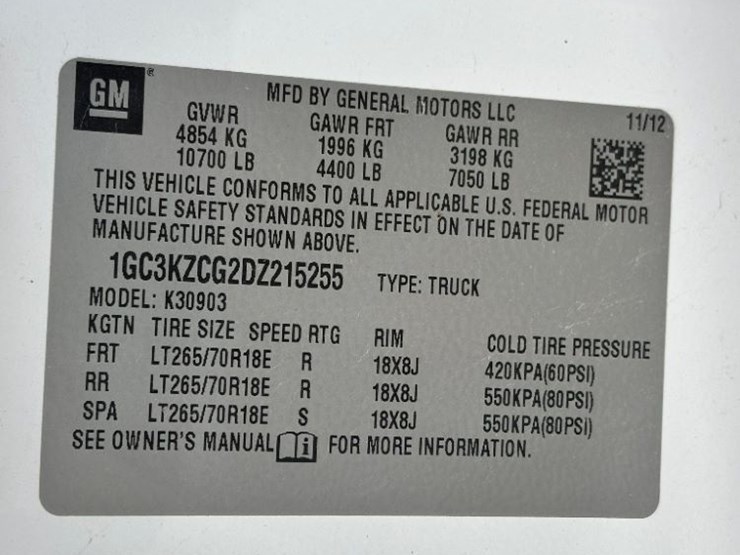 GM ®
MFD BY GENERAL MOTORS LLC 11/12
GVWR GAWR FRT GAWR RR
4854 KG 1996 KG 3198 KG
10700 LB 4400 LB 7050 LB
THIS VEHICLE CONFORMS TO ALL APPLICABLE U.S. FEDERAL MOTOR
VEHICLE SAFETY STANDARDS IN EFFECT ON THE DATE OF
MANUFACTURE SHOWN ABOVE.
1GC3KZCG2DZ215255 TYPE: TRUCK
MODEL: K30903
KGTN TIRE SIZE SPEED RTG RIM COLD TIRE PRESSURE
FRT LT265/70R18E R 18X8J 420KPA(60PSI)
RR LT265/70R18E R 18X8J 550KPA(80PSI)
SPA LT265/70R18E S 18X8J 550KPA(80PSI)
SEE OWNER'S MANUAL i FOR MORE INFORMATION.